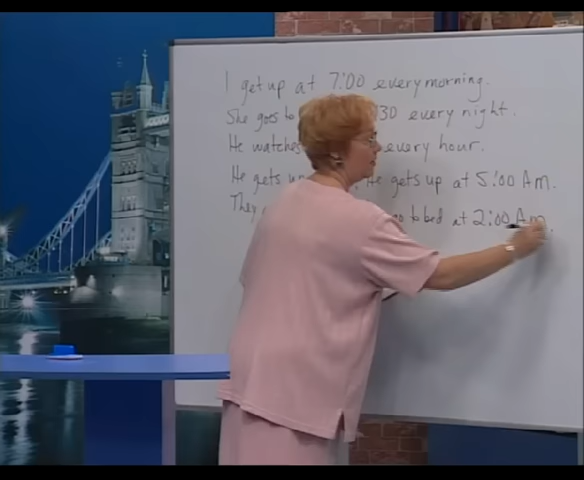 I get up at 7:00 every morning.
She goes to 30 every night.
He watches every hour.
He gets up He gets up at 5:00 AM.
They go to bed at 2:00 Am.